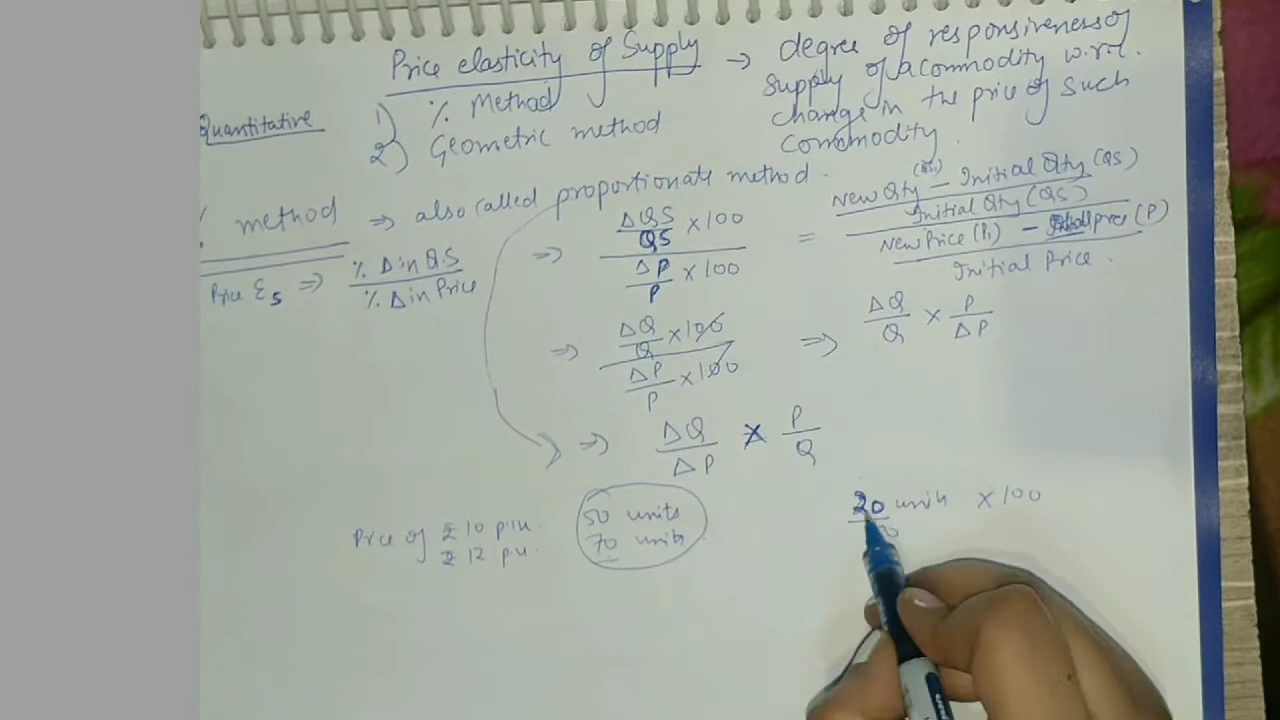 Price elasticity of Supply → degree of responsiveness of
supply of a commodity w.r.t.
change in the price of such
commodity.
Quantitative
1) % Method
2) Geometric method
% method ⇒ also called proportionate method.
Price Es ⇒ % Δ in QS / % Δ in Price
⇒ ΔQS/QS × 100 / ΔP/P × 100
= New Qty (QS1) − Initial Qty (QS) / Initial Qty (QS)
New Price (P1) − Price (P) / Initial Price.
⇒ ΔQ/Q × 100 / ΔP/P × 100
⇒ ΔQ/Q × P/ΔP
⇒ ΔQ/ΔP × P/Q
Price of ₹ 10 p.u. 50 units
₹ 12 p.u. 70 units
20 units × 100